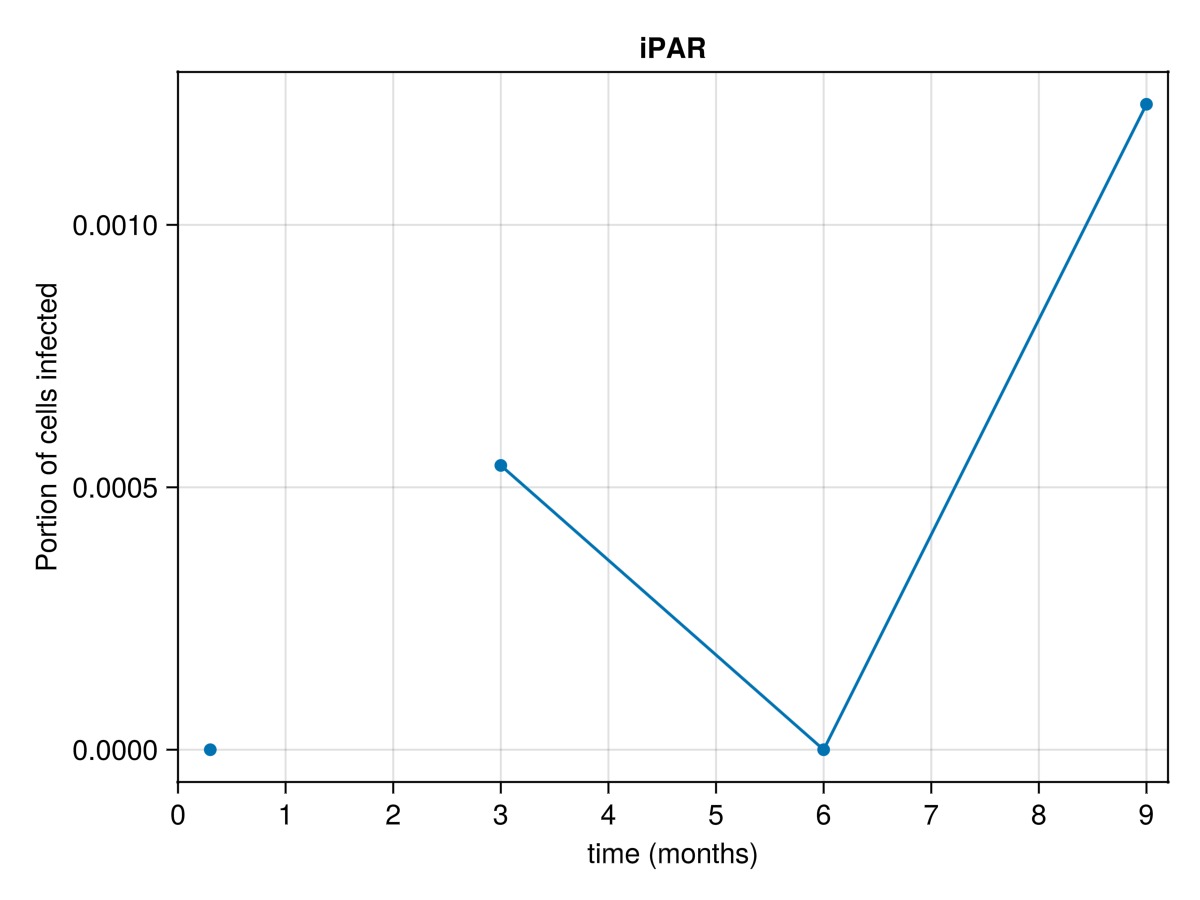 iPAR
Portion of cells infected
0.0010
0.0005
0.0000
0 1 2 3 4 5 6 7 8 9
time (months)